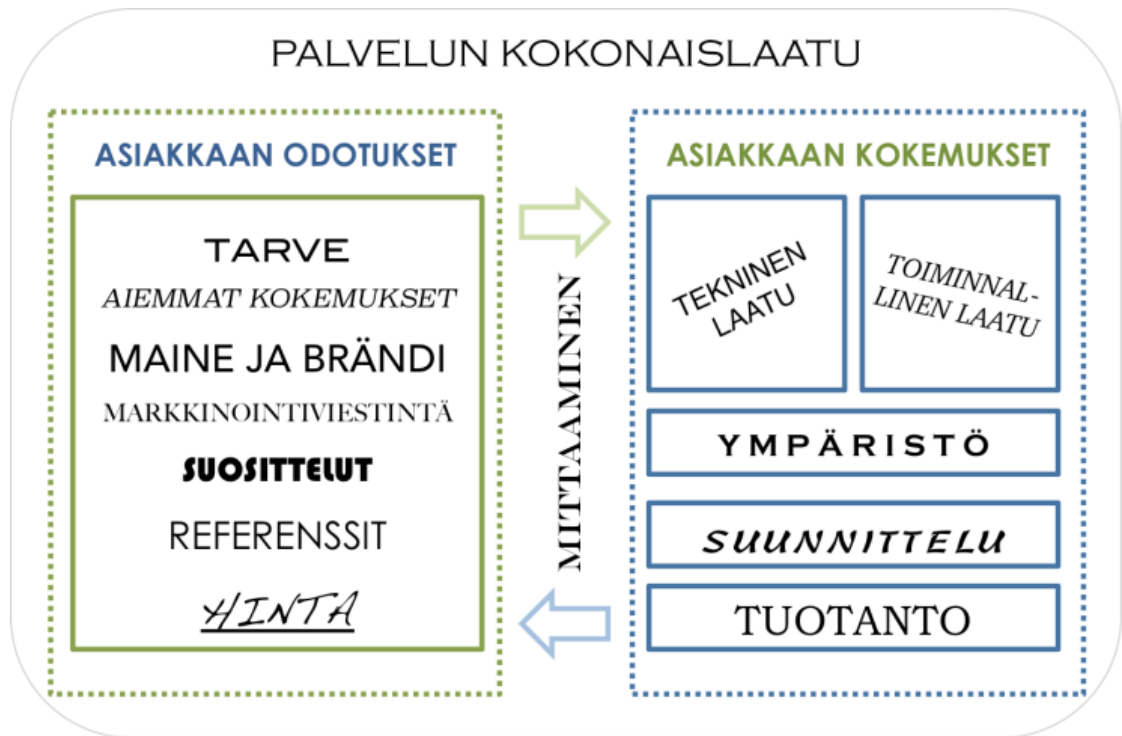 PALVELUN KOKONAISLAATU
ASIAKKAAN ODOTUKSET
TARVE
AIEMMAT KOKEMUKSET
MAINE JA BRÄNDI
MARKKINOINTIVIESTINTÄ
SUOSITTELUT
REFERENSSIT
HINTA
MITTAAMINEN
ASIAKKAAN KOKEMUKSET
TEKNINEN
LAATU
TOIMINNAL-
LINEN LAATU
YMPÄRISTÖ
SUUNNITTELU
TUOTANTO